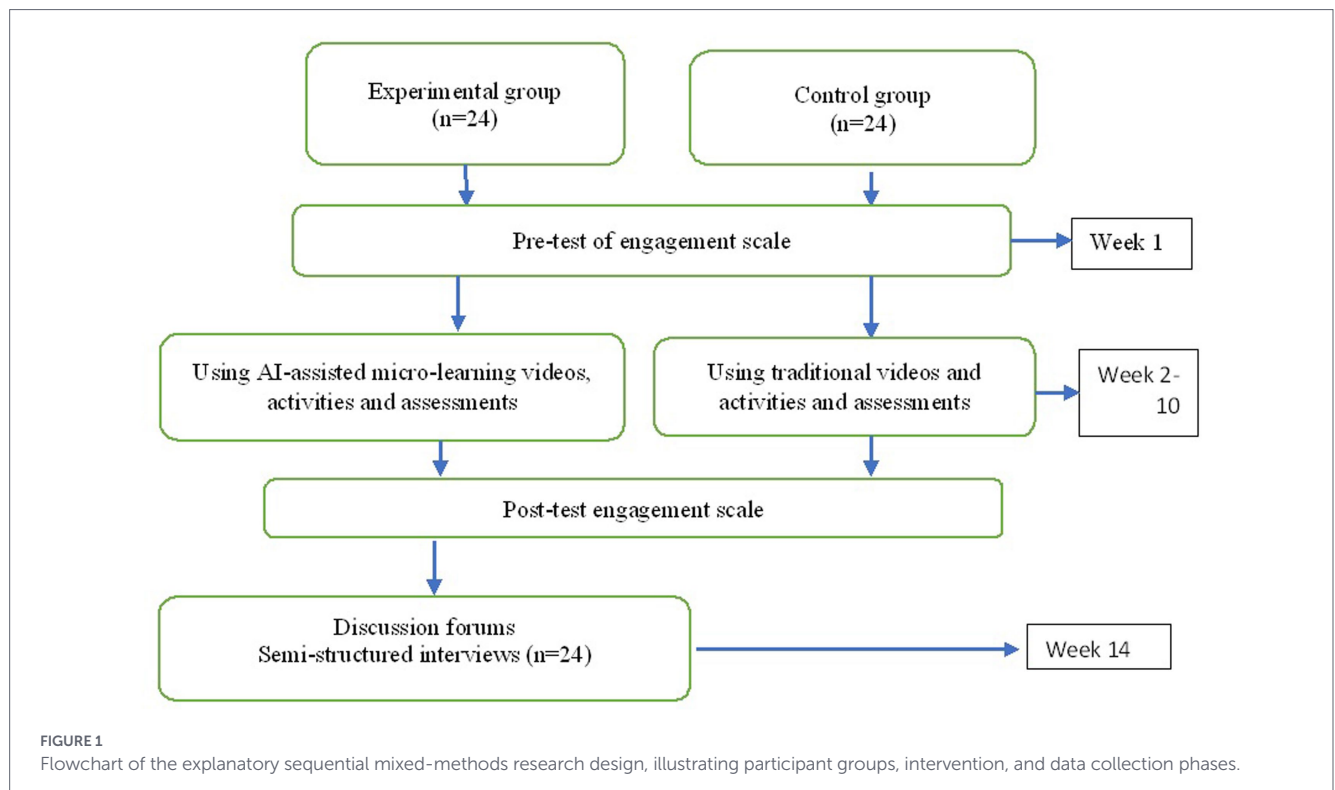 Experimental group
(n=24)
Control group
(n=24)
Pre-test of engagement scale
Week 1
Using AI-assisted micro-learning videos,
activities and assessments
Using traditional videos and
activities and assessments
Week 2-
10
Post-test engagement scale
Discussion forums
Semi-structured interviews (n=24)
Week 14
FIGURE 1
Flowchart of the explanatory sequential mixed-methods research design, illustrating participant groups, intervention, and data collection phases.